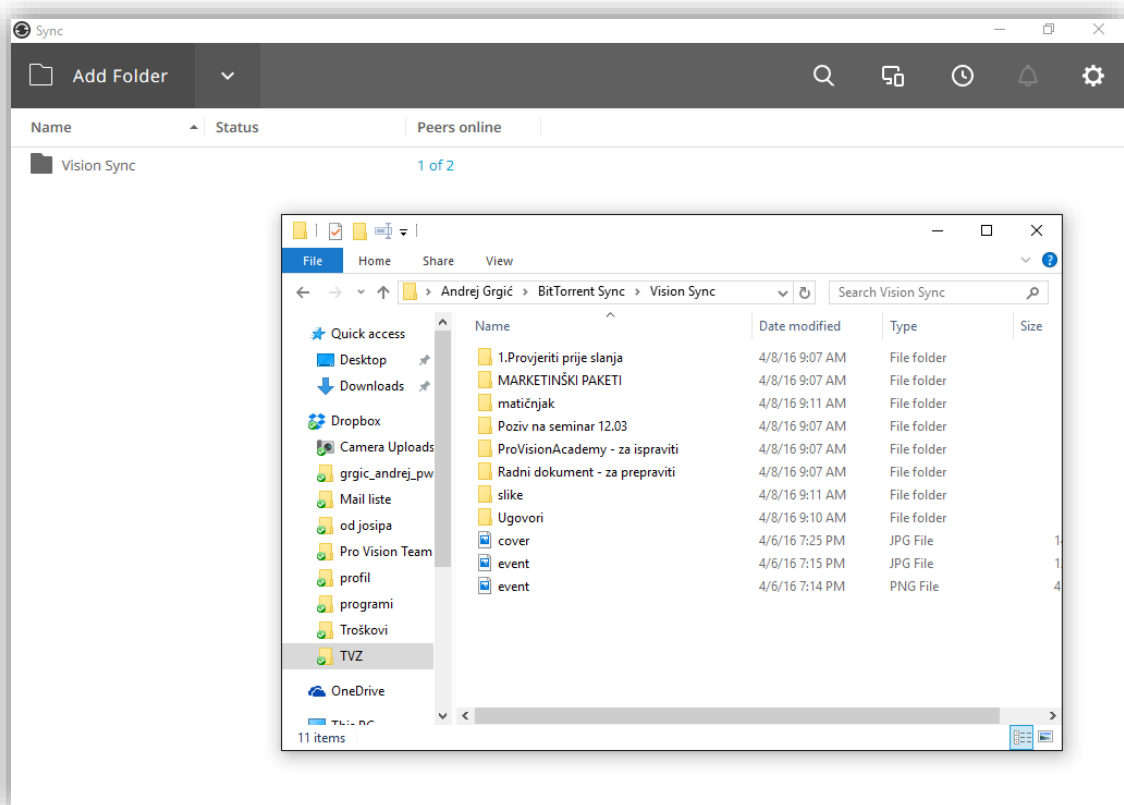 Sync
Add Folder
Name Status Peers online
Vision Sync 1 of 2
File Home Share View
Andrej Grgić › BitTorrent Sync › Vision Sync Search Vision Sync
Quick access
Desktop
Downloads
Dropbox
Camera Uploads
grgic_andrej_pw
Mail liste
od josipa
Pro Vision Team
profil
programi
Troškovi
TVZ
OneDrive
This PC
Name Date modified Type Size
1.Provjeriti prije slanja 4/8/16 9:07 AM File folder
MARKETINŠKI PAKETI 4/8/16 9:07 AM File folder
matičnjak 4/8/16 9:11 AM File folder
Poziv na seminar 12.03 4/8/16 9:07 AM File folder
ProVisionAcademy - za ispraviti 4/8/16 9:07 AM File folder
Radni dokument - za prepraviti 4/8/16 9:07 AM File folder
slike 4/8/16 9:11 AM File folder
Ugovori 4/8/16 9:10 AM File folder
cover 4/6/16 7:25 PM JPG File
event 4/6/16 7:15 PM JPG File
event 4/6/16 7:14 PM PNG File
11 items